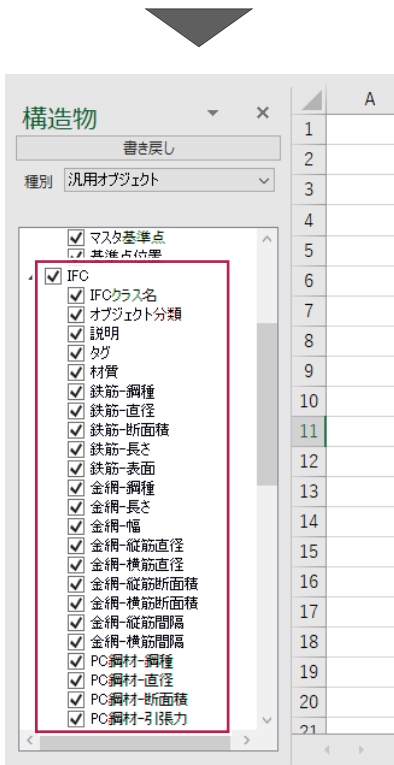 構造物
書き戻し
種別 汎用オブジェクト
マスタ基準点
基準点位置
IFC
IFCクラス名
オブジェクト分類
説明
タグ
材質
鉄筋-鋼種
鉄筋-直径
鉄筋-断面積
鉄筋-長さ
鉄筋-表面
金網-鋼種
金網-長さ
金網-幅
金網-縦筋直径
金網-横筋直径
金網-縦筋断面積
金網-横筋断面積
金網-縦筋間隔
金網-横筋間隔
PC鋼材-鋼種
PC鋼材-直径
PC鋼材-断面積
PC鋼材-引張力
A
1
2
3
4
5
6
7
8
9
10
11
12
13
14
15
16
17
18
19
20
21